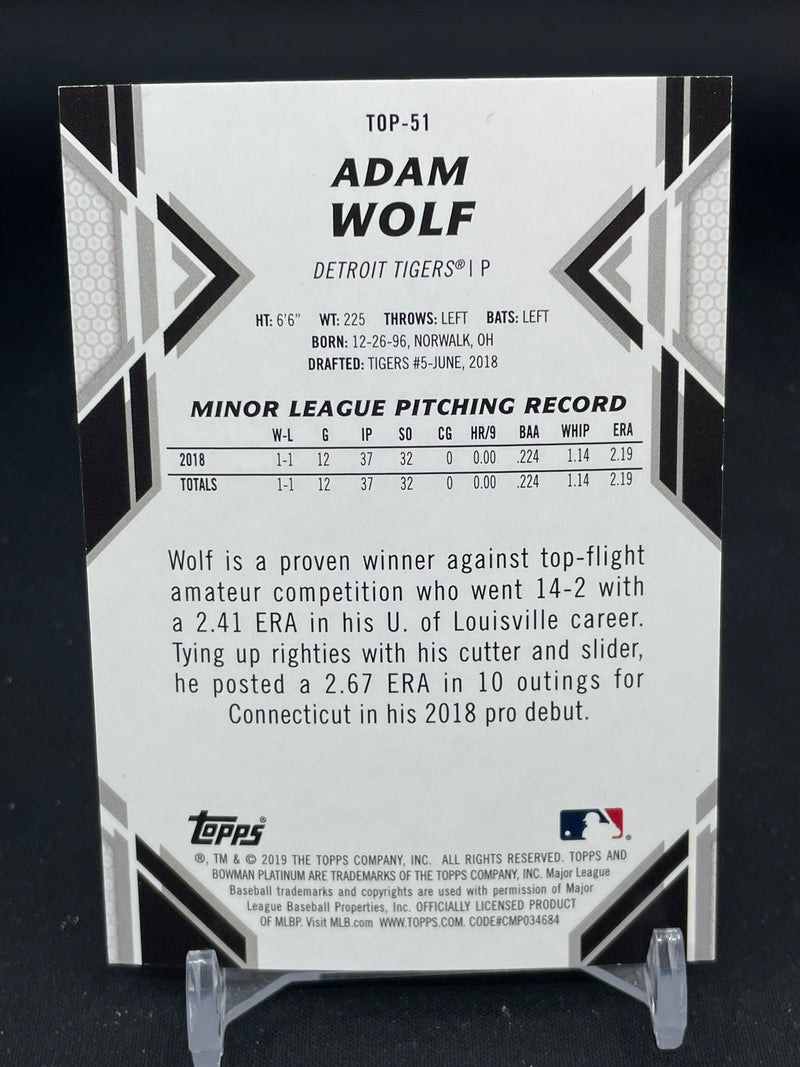 TOP-51
ADAM
WOLF
DETROIT TIGERS® | P
HT: 6'6" WT: 225 THROWS: LEFT BATS: LEFT
BORN: 12-26-96, NORWALK, OH
DRAFTED: TIGERS #5-JUNE, 2018
MINOR LEAGUE PITCHING RECORD
W-L G IP SO CG HR/9 BAA WHIP ERA
2018 1-1 12 37 32 0 0.00 .224 1.14 2.19
TOTALS 1-1 12 37 32 0 0.00 .224 1.14 2.19
Wolf is a proven winner against top-flight
amateur competition who went 14-2 with
a 2.41 ERA in his U. of Louisville career.
Tying up righties with his cutter and slider,
he posted a 2.67 ERA in 10 outings for
Connecticut in his 2018 pro debut.
Topps®
®, TM & © 2019 THE TOPPS COMPANY, INC. ALL RIGHTS RESERVED. TOPPS AND
BOWMAN PLATINUM ARE TRADEMARKS OF THE TOPPS COMPANY, INC. Major League
Baseball trademarks and copyrights are used with permission of Major
League Baseball Properties, Inc. OFFICIALLY LICENSED PRODUCT
OF MLBP. Visit MLB.com WWW.TOPPS.COM. CODE#CMP034684